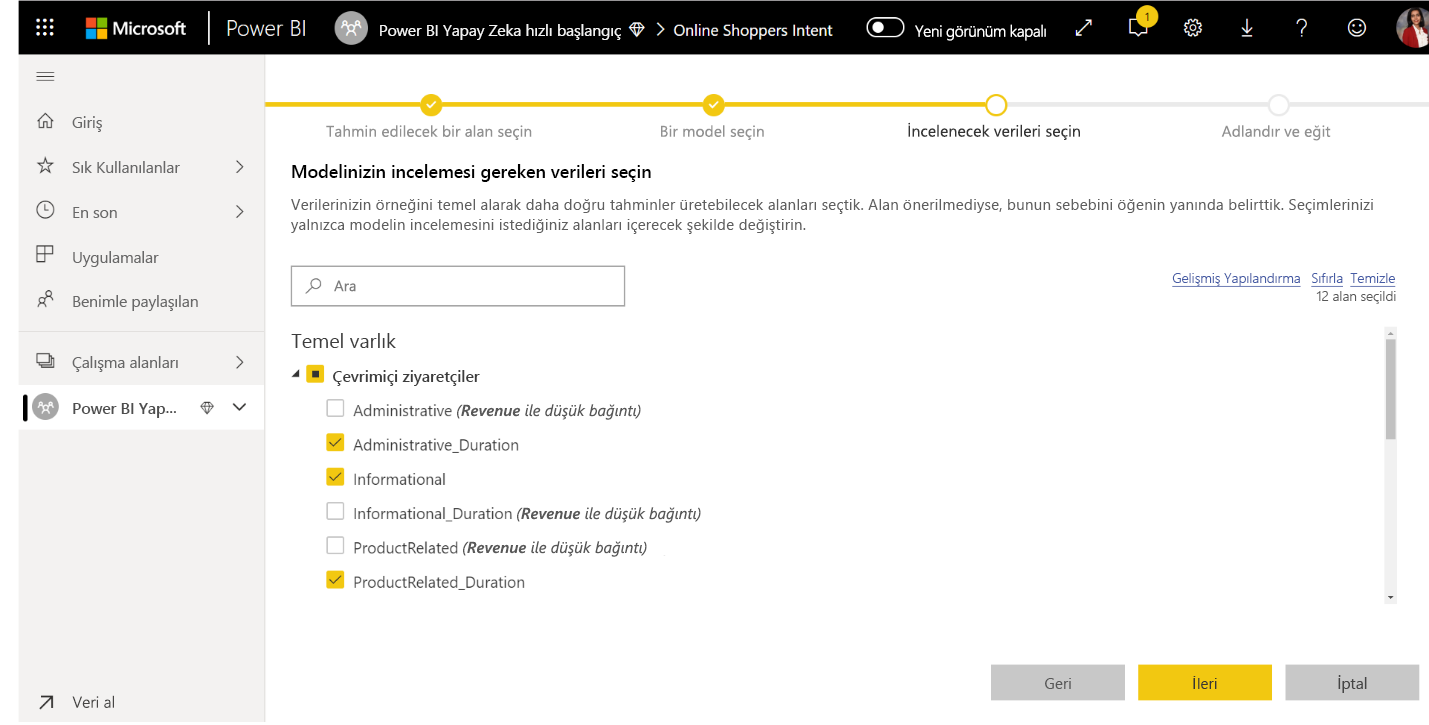 Microsoft Power BI Power BI Yapay Zeka hızlı başlangıç > Online Shoppers Intent Yeni görünüm kapalı 1 ?
Giriş
Sık Kullanılanlar
En son
Uygulamalar
Benimle paylaşılan
Çalışma alanları
Power BI Yap...
Veri al
Tahmin edilecek bir alan seçin Bir model seçin İncelenecek verileri seçin Adlandır ve eğit
Modelinizin incelemesi gereken verileri seçin
Verilerinizin örneğini temel alarak daha doğru tahminler üretebilecek alanları seçtik. Alan önerilmediyse, bunun sebebini öğenin yanında belirttik. Seçimlerinizi
yalnızca modelin incelemesini istediğiniz alanları içerecek şekilde değiştirin.
Ara
Gelişmiş Yapılandırma Sıfırla Temizle
12 alan seçildi
Temel varlık
Çevrimiçi ziyaretçiler
Administrative (Revenue ile düşük bağıntı)
Administrative_Duration
Informational
Informational_Duration (Revenue ile düşük bağıntı)
ProductRelated (Revenue ile düşük bağıntı)
ProductRelated_Duration
Geri İleri İptal